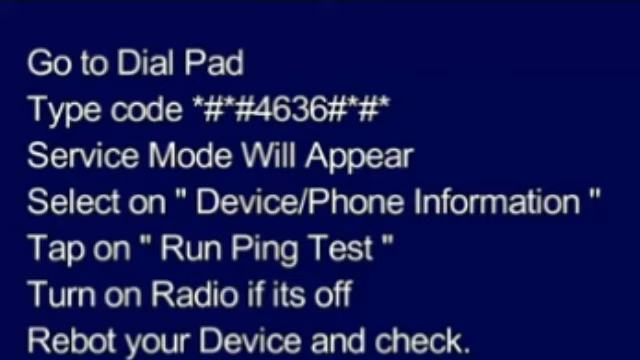 Go to Dial Pad
Type code *#*#4636#*#*
Service Mode Will Appear
Select on " Device/Phone Information "
Tap on " Run Ping Test "
Turn on Radio if its off
Rebot your Device and check.